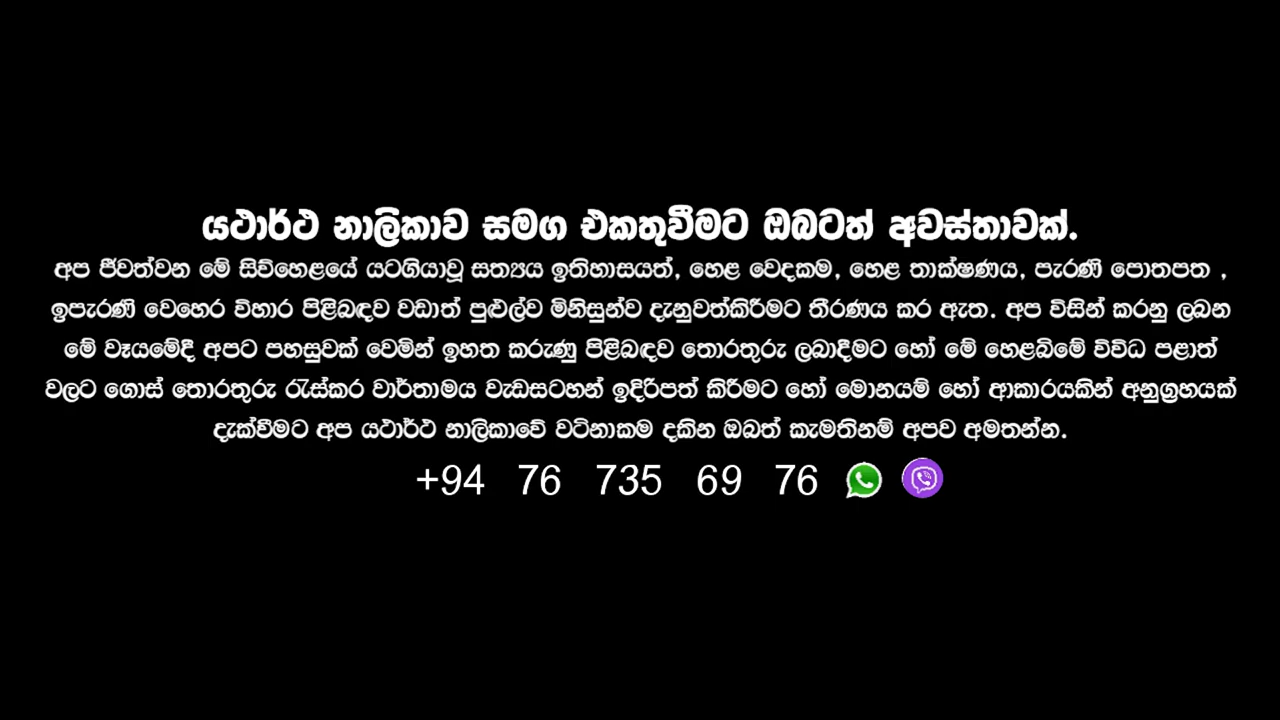 යථාර්ථ නාලිකාව සමග එකතුවීමට ඔබටත් අවස්තාවක්.
අප ජීවත්වන මේ සිව්හෙළයේ යටගියාවූ සත්‍යය ඉතිහාසයත්, හෙළ වෙදකම, හෙළ තාක්ෂණය, පැරණි පොතපත ,
ඉපැරණි වෙහෙර විහාර පිළිබඳව වඩාත් පුළුල්ව මිනිසුන්ව දැනුවත්කිරීමට තීරණය කර ඇත. අප විසින් කරනු ලබන
මේ වෑයමේදී අපට පහසුවක් වෙමින් ඉහත කරුණු පිළිබඳව තොරතුරු ලබාදීමට හෝ මේ හෙළබිමේ විවිධ පළාත්
වලට ගොස් තොරතුරු රැස්කර වාර්තාමය වැඩසටහන් ඉදිරිපත් කිරීමට හෝ මොනයම් හෝ ආකාරයකින් අනුග්‍රහයක්
දැක්වීමට අප යථාර්ථ නාලිකාවේ වටිනාකම දකින ඔබත් කැමතිනම් අපව අමතන්න.
+94 76 735 69 76